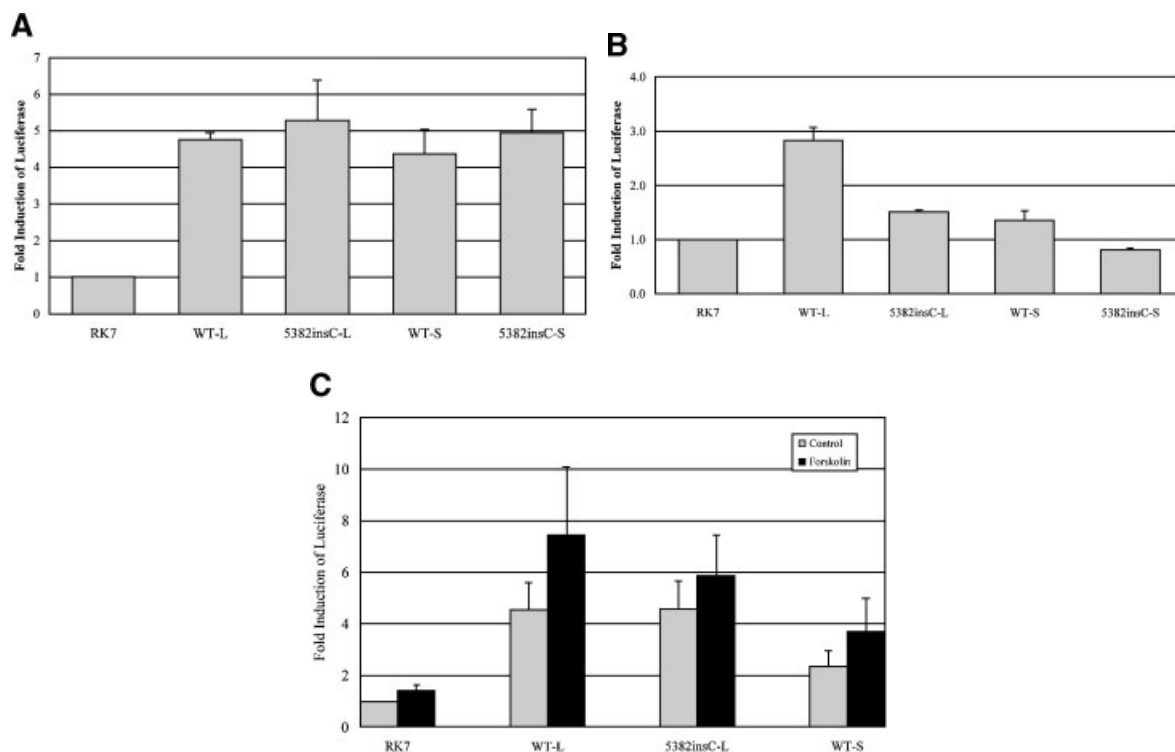 A
Fold Induction of Luciferase
7
6
5
4
3
2
1
0
RK7 WT-L 5382insC-L WT-S 5382insC-S
B
Fold Induction of Luciferase
4.0
3.0
2.0
1.0
0.0
RK7 WT-L 5382insC-L WT-S 5382insC-S
C
Fold Induction of Luciferase
12
10
8
6
4
2
0
Control
Forskolin
RK7 WT-L 5382insC-L WT-S